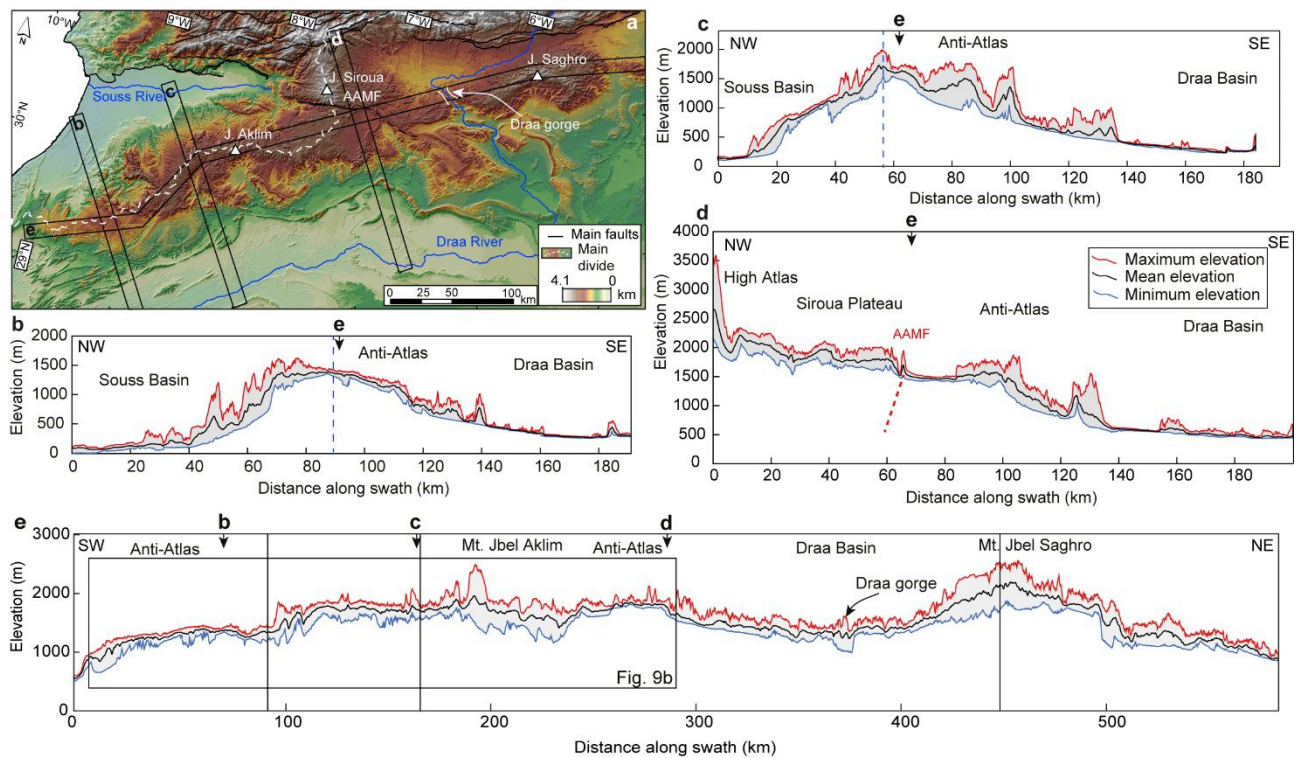 a
10°W
9°W
8°W
7°W
6°W
N
d
J. Saghro
J. Siroua
AAMF
Souss River
c
30°N
b
Draa gorge
J. Aklim
e
29°N
Draa River
Main faults
Main divide
4.1 0
km
0 25 50 100
km
b
e
NW Anti-Atlas SE
Souss Basin Draa Basin
Elevation (m)
2000
1500
1000
500
0
0 20 40 60 80 100 120 140 160 180
Distance along swath (km)
c
e
NW Anti-Atlas SE
Souss Basin Draa Basin
Elevation (m)
2000
1500
1000
500
0
0 20 40 60 80 100 120 140 160 180
Distance along swath (km)
d
e
NW SE
High Atlas
Siroua Plateau
AAMF
Anti-Atlas
Draa Basin
Maximum elevation
Mean elevation
Minimum elevation
Elevation (m)
4000
3500
3000
2500
2000
1500
1000
500
0
0 20 40 60 80 100 120 140 160 180
Distance along swath (km)
e
b c d
SW NE
Anti-Atlas Mt. Jbel Aklim Anti-Atlas Draa Basin Mt. Jbel Saghro
Draa gorge
Fig. 9b
Elevation (m)
3000
2000
1000
0
0 100 200 300 400 500
Distance along swath (km)